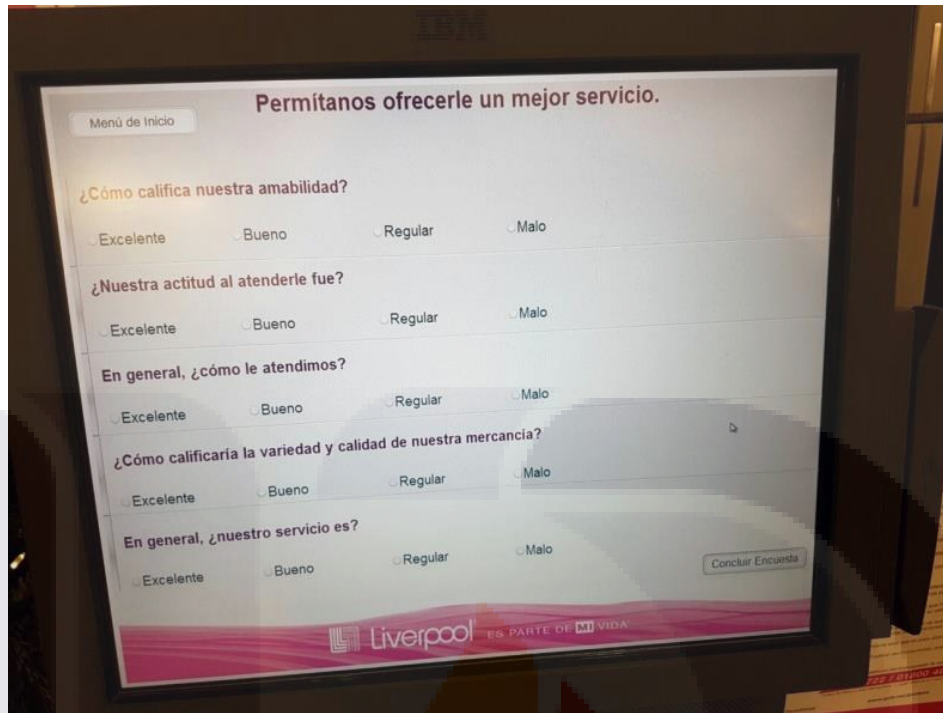 IBM
Permítanos ofrecerle un mejor servicio.
Menú de Inicio
¿Cómo califica nuestra amabilidad?
Excelente Bueno Regular Malo
¿Nuestra actitud al atenderle fue?
Excelente Bueno Regular Malo
En general, ¿cómo le atendimos?
Excelente Bueno Regular Malo
¿Cómo calificaría la variedad y calidad de nuestra mercancía?
Excelente Bueno Regular Malo
En general, ¿nuestro servicio es?
Excelente Bueno Regular Malo
Concluir Encuesta
Liverpool ES PARTE DE MI VIDA